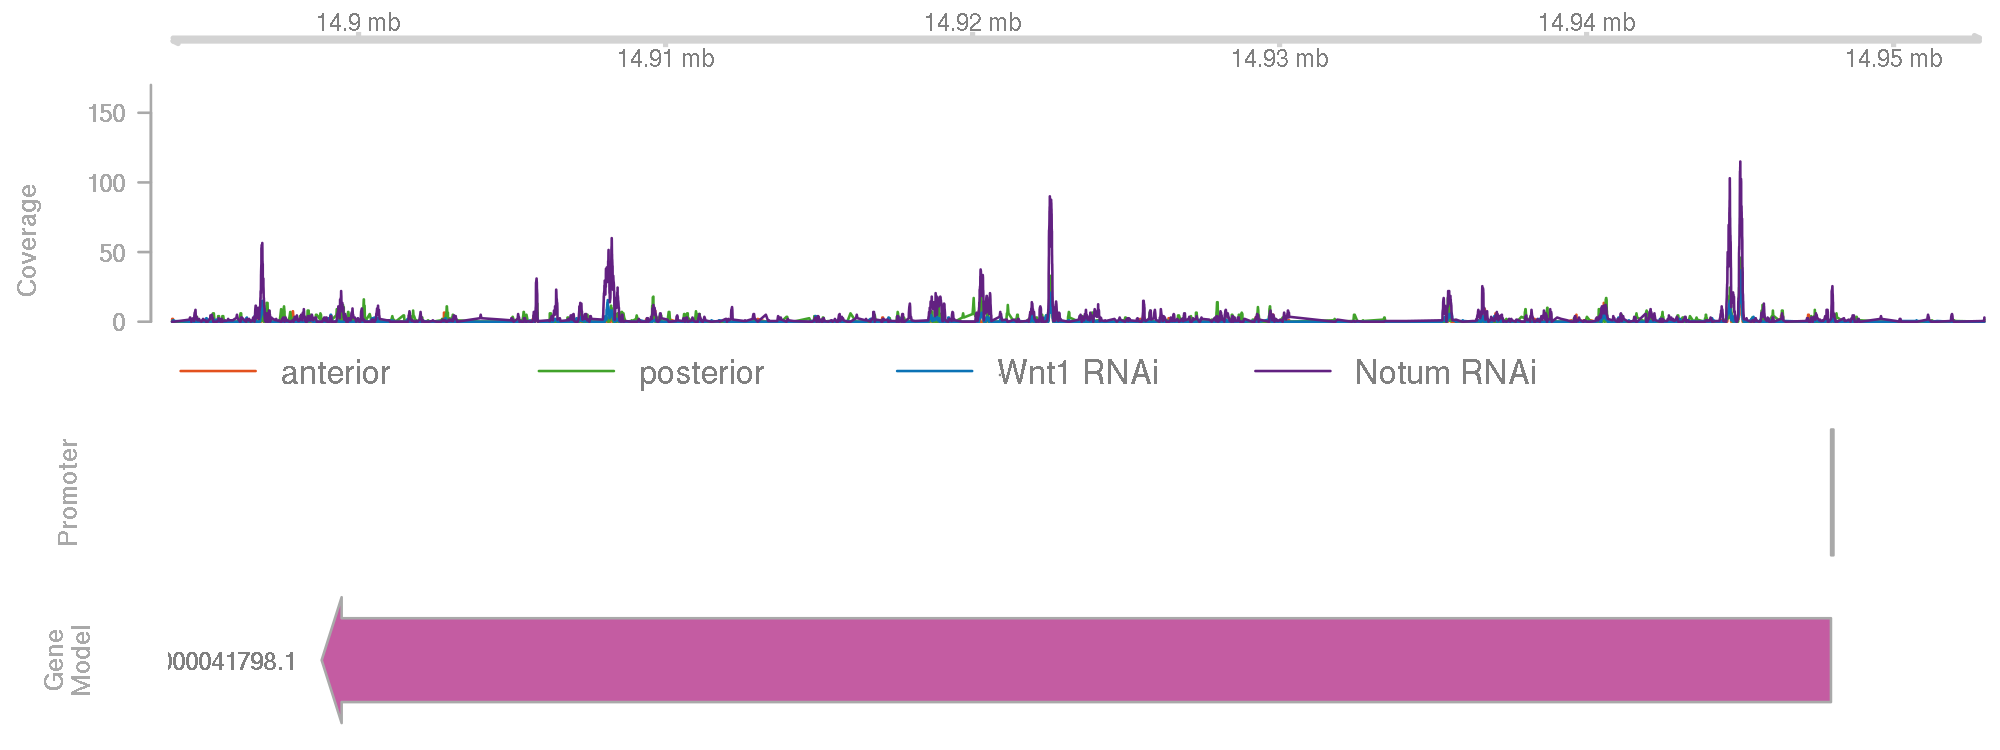 14.9 mb 14.92 mb 14.94 mb
14.91 mb 14.93 mb 14.95 mb
Coverage
150
100
50
0
anterior posterior Wnt1 RNAi Notum RNAi
Promoter
Gene
Model
000041798.1